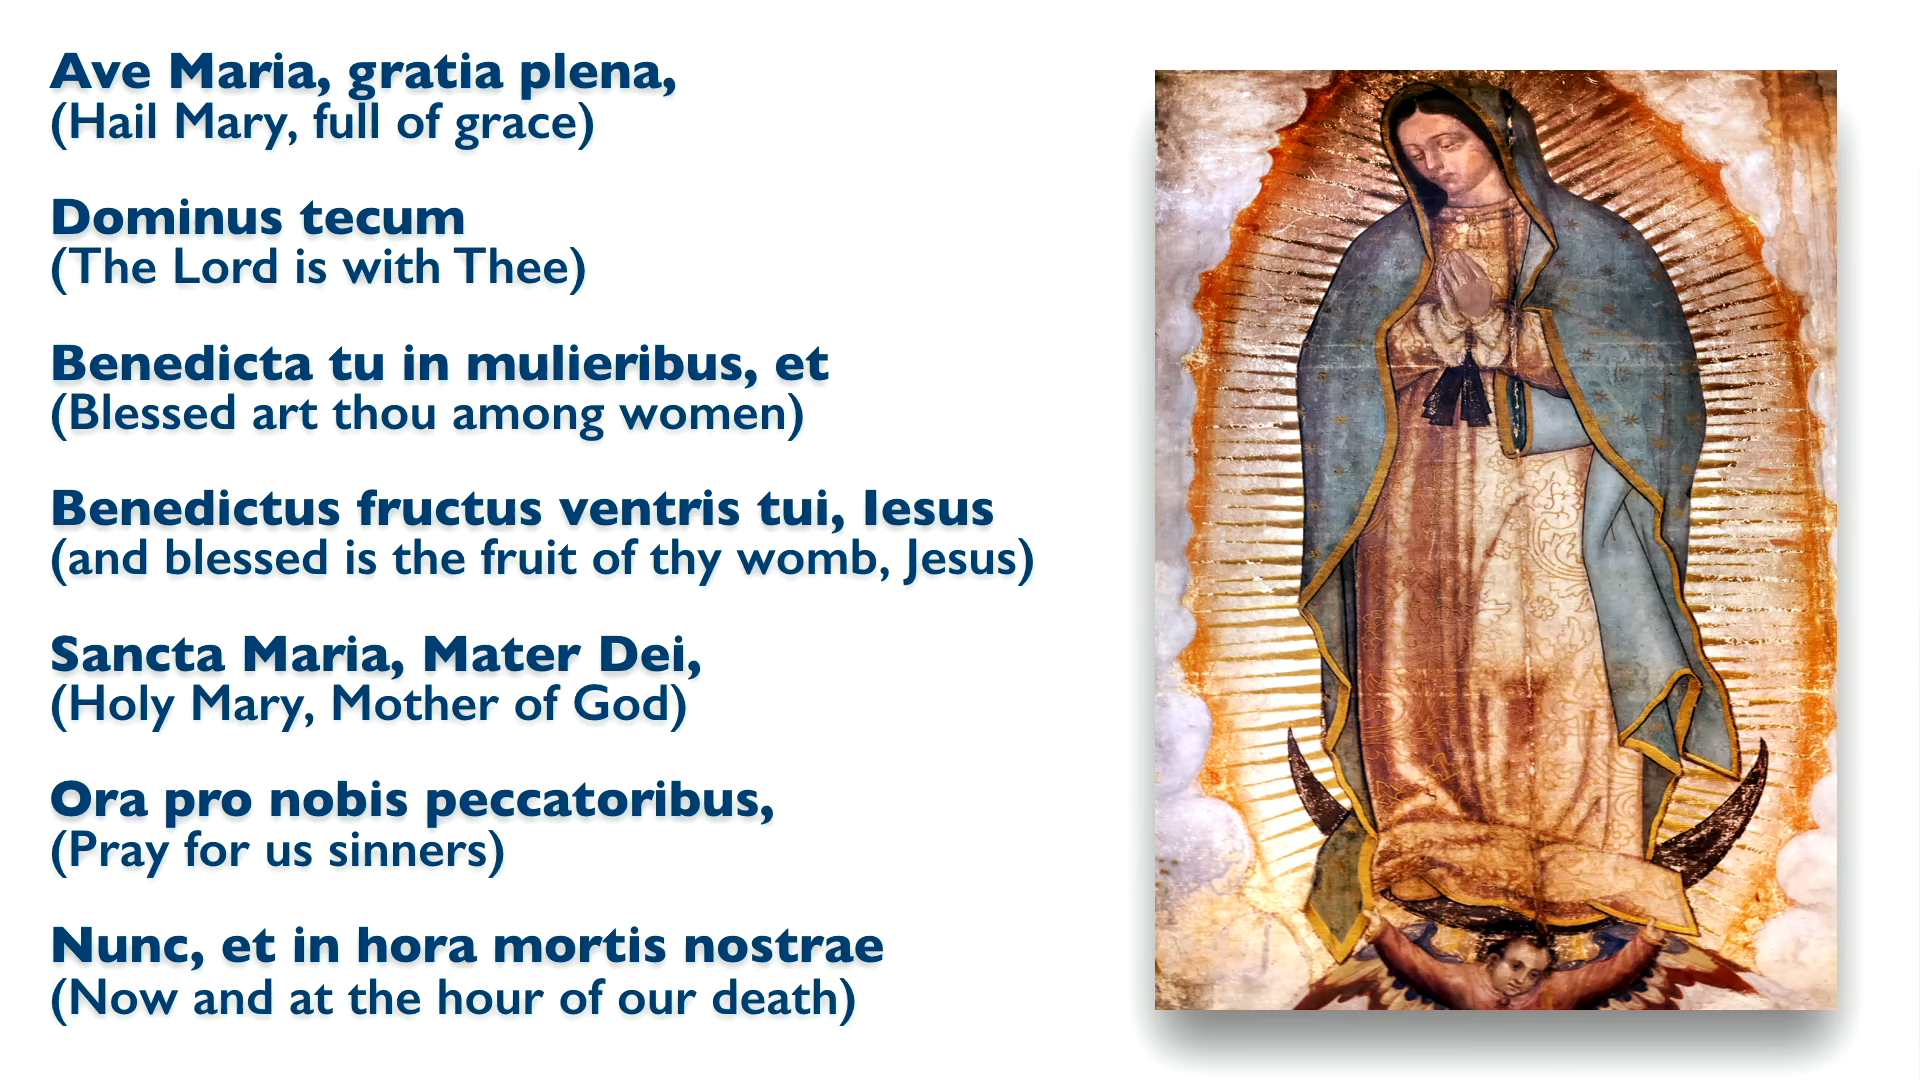 Ave Maria, gratia plena,
(Hail Mary, full of grace)
Dominus tecum
(The Lord is with Thee)
Benedicta tu in mulieribus, et
(Blessed art thou among women)
Benedictus fructus ventris tui, Iesus
(and blessed is the fruit of thy womb, Jesus)
Sancta Maria, Mater Dei,
(Holy Mary, Mother of God)
Ora pro nobis peccatoribus,
(Pray for us sinners)
Nunc, et in hora mortis nostrae
(Now and at the hour of our death)